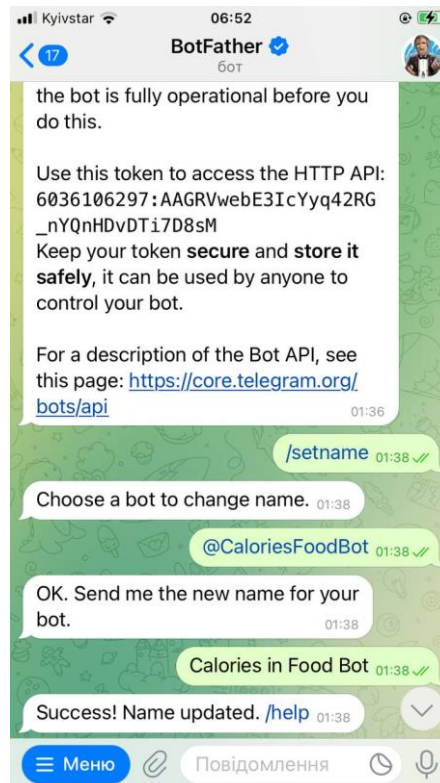 Kyivstar 06:52
17 BotFather
бот
the bot is fully operational before you
do this.
Use this token to access the HTTP API:
6036106297:AAGRVwebE3IcYyq42RG
_nYQnHDvDTi7D8sM
Keep your token secure and store it
safely, it can be used by anyone to
control your bot.
For a description of the Bot API, see
this page: https://core.telegram.org/
bots/api 01:36
/setname 01:38
Choose a bot to change name. 01:38
@CaloriesFoodBot 01:38
OK. Send me the new name for your
bot. 01:38
Calories in Food Bot 01:38
Success! Name updated. /help 01:38
Меню Повідомлення